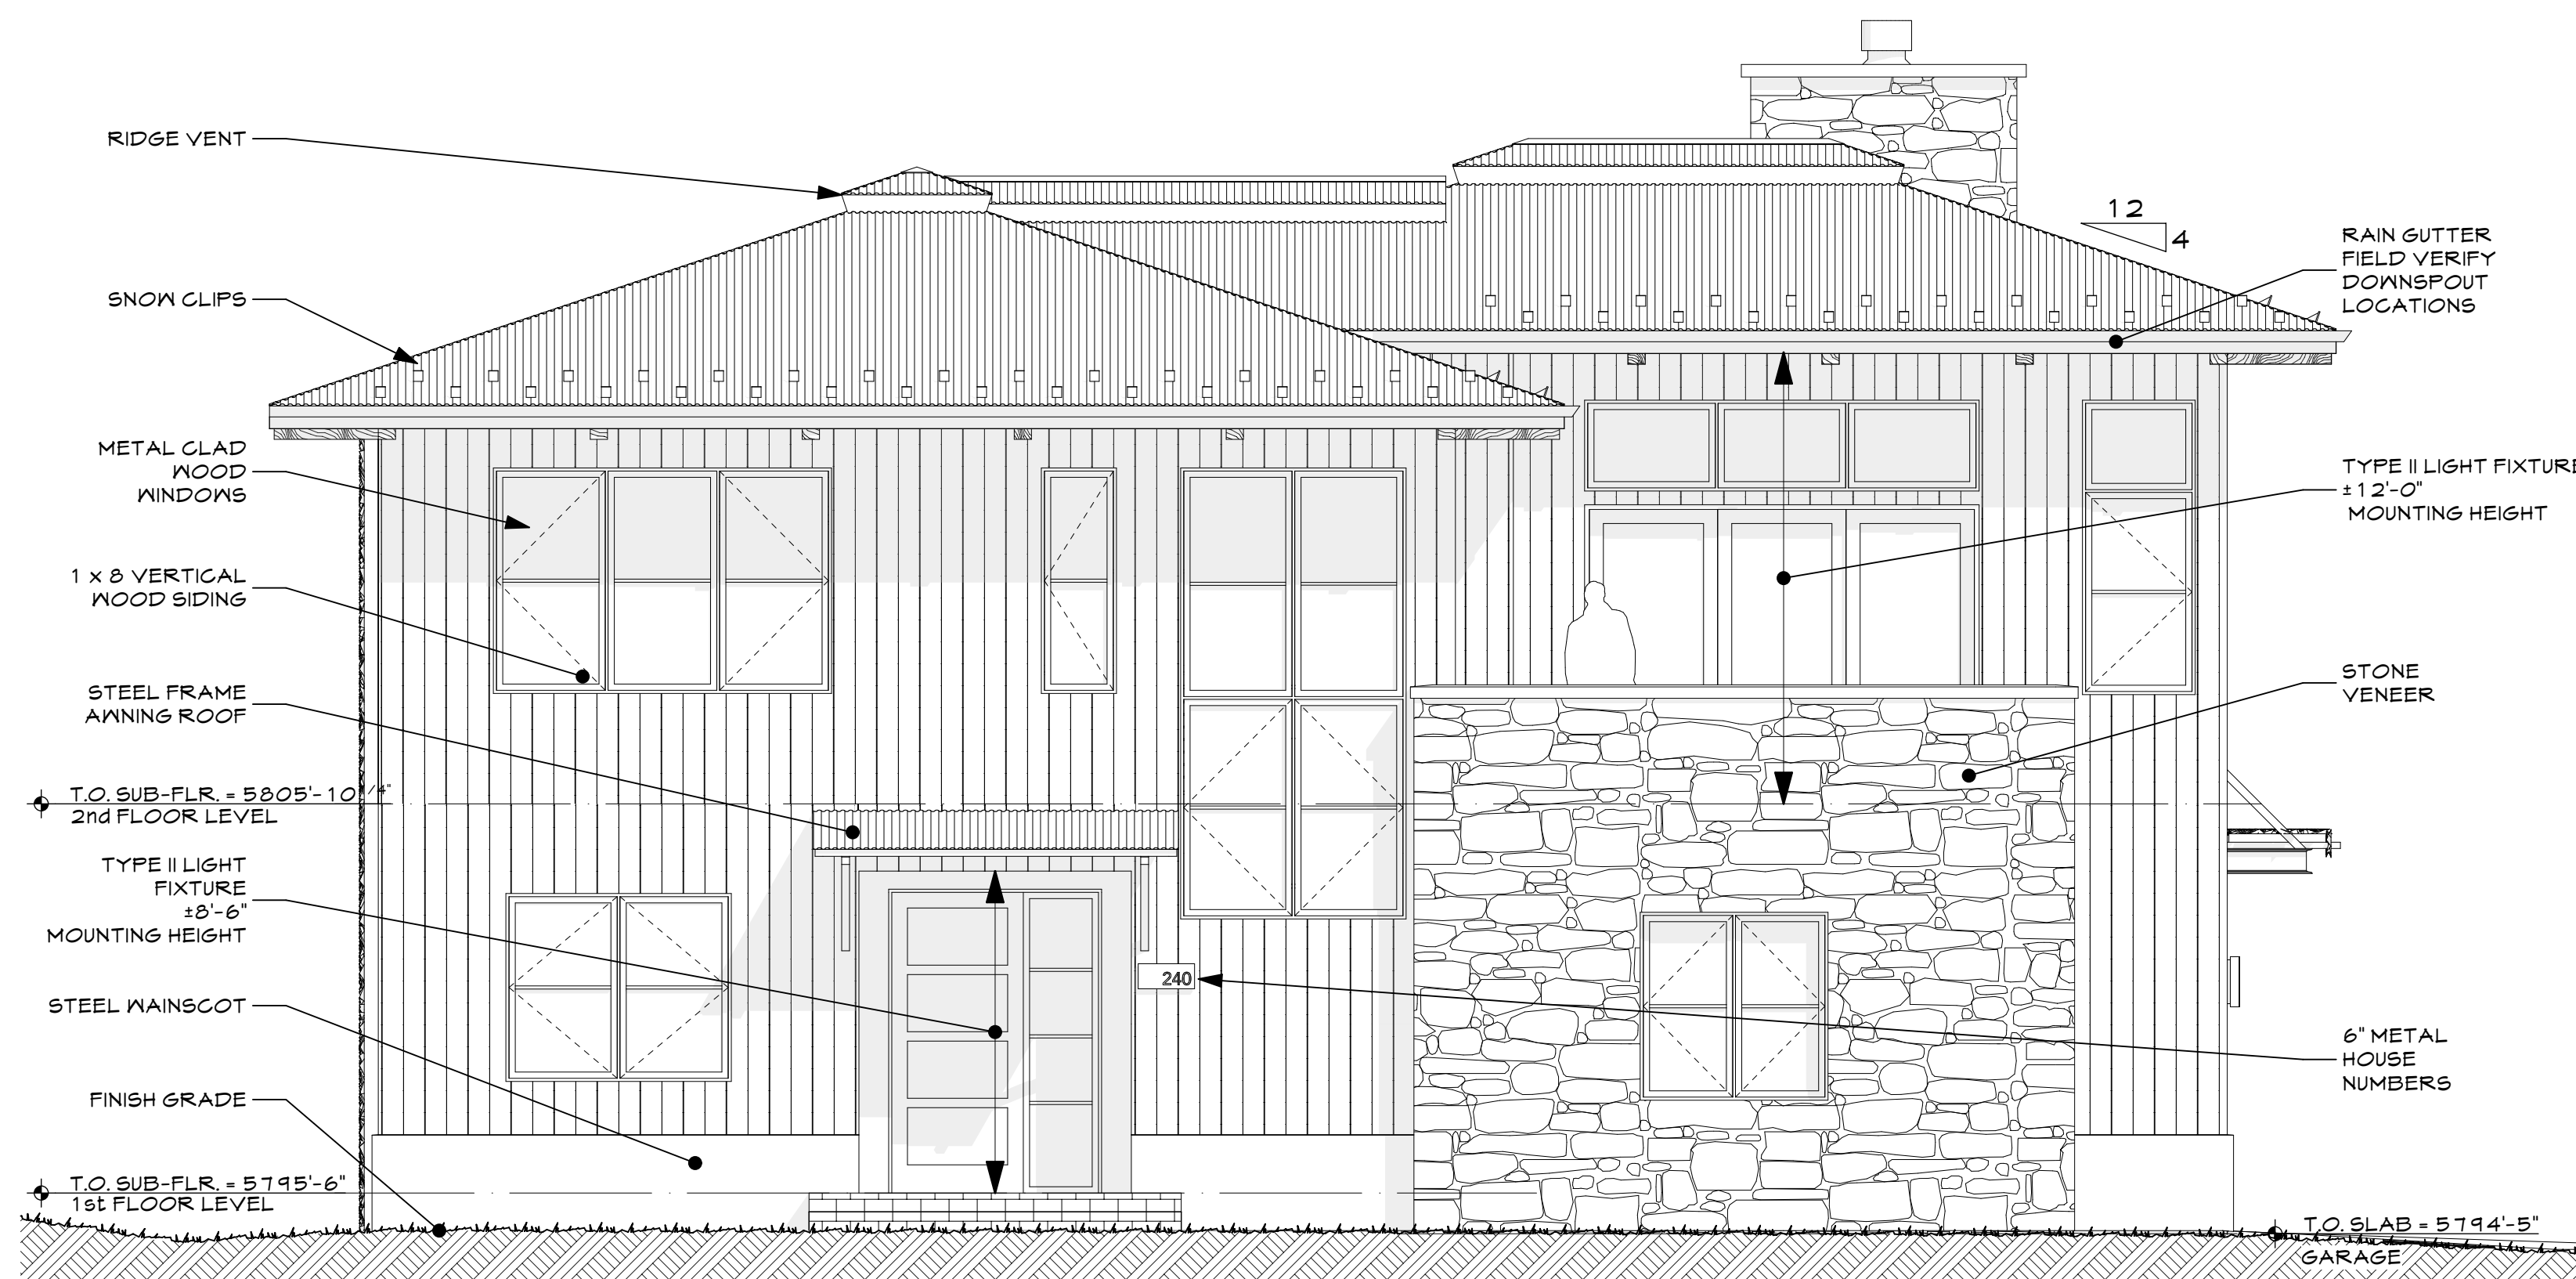 RIDGE VENT
SNOW CLIPS
METAL CLAD
WOOD
WINDOWS
1 x 8 VERTICAL
WOOD SIDING
STEEL FRAME
AWNING ROOF
T.O. SUB-FLR. = 5805'-10 1/4"
2nd FLOOR LEVEL
TYPE II LIGHT
FIXTURE
±8'-6"
MOUNTING HEIGHT
STEEL WAINSCOT
FINISH GRADE
T.O. SUB-FLR. = 5795'-6"
1st FLOOR LEVEL
240
12
4
RAIN GUTTER
FIELD VERIFY
DOWNSPOUT
LOCATIONS
TYPE II LIGHT FIXTURE
±12'-0"
MOUNTING HEIGHT
STONE
VENEER
6" METAL
HOUSE
NUMBERS
T.O. SLAB = 5794'-5"
GARAGE